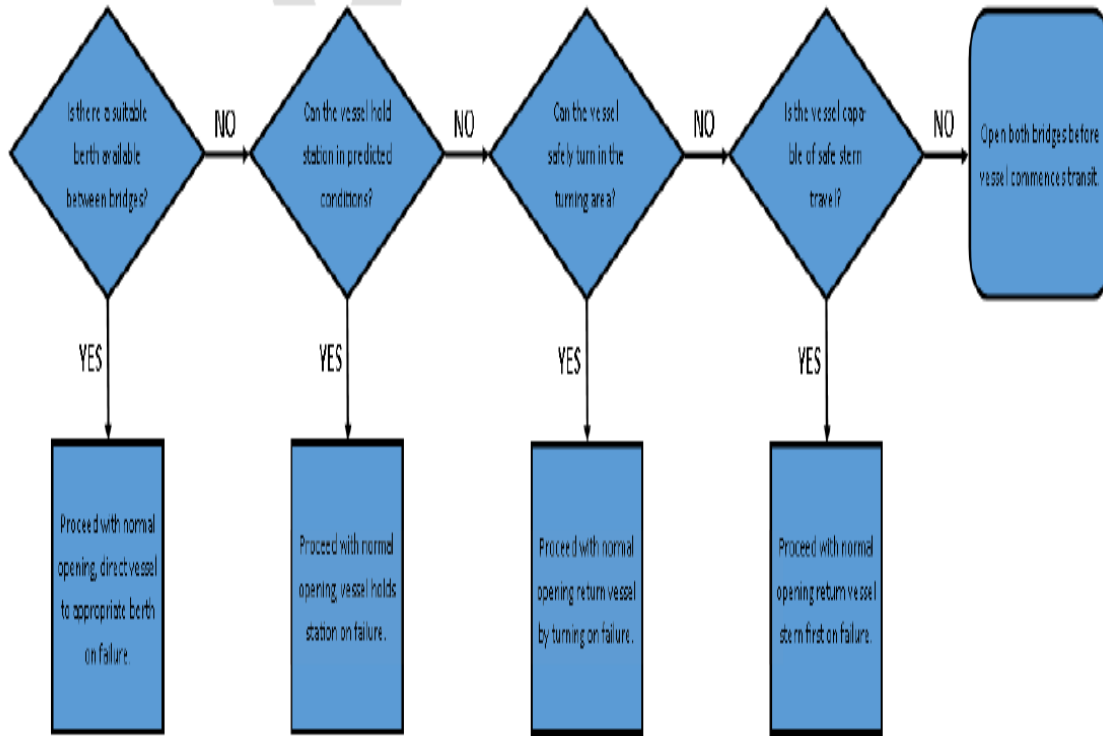 Is there a suitable
berth available
between bridges?
NO
Can the vessel hold
station in predicted
conditions?
NO
Can the vessel
safely turn in the
turning area?
NO
Is the vessel capa-
ble of safe stern
travel?
NO
Open both bridges before
vessel commences transit.
YES
YES
YES
YES
Proceed with normal
opening, direct vessel
to appropriate berth
on failure.
Proceed with normal
opening, vessel holds
station on failure.
Proceed with normal
opening return vessel
by turning on failure.
Proceed with normal
opening return vessel
stern first on failure.